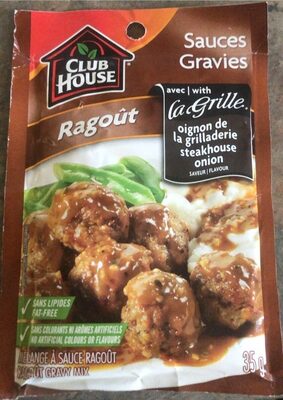 CLUB
HOUSE
Sauces
Gravies
avec | with
La Grille
Ragoût
oignon de
la grilladerie
steakhouse
onion
SAVEUR | FLAVOUR
SANS LIPIDES
FAT-FREE
SANS COLORANTS NI ARÔMES ARTIFICIELS
NO ARTIFICIAL COLOURS OR FLAVOURS
MÉLANGE À SAUCE RAGOÛT
RAGOÛT GRAVY MIX
35 g